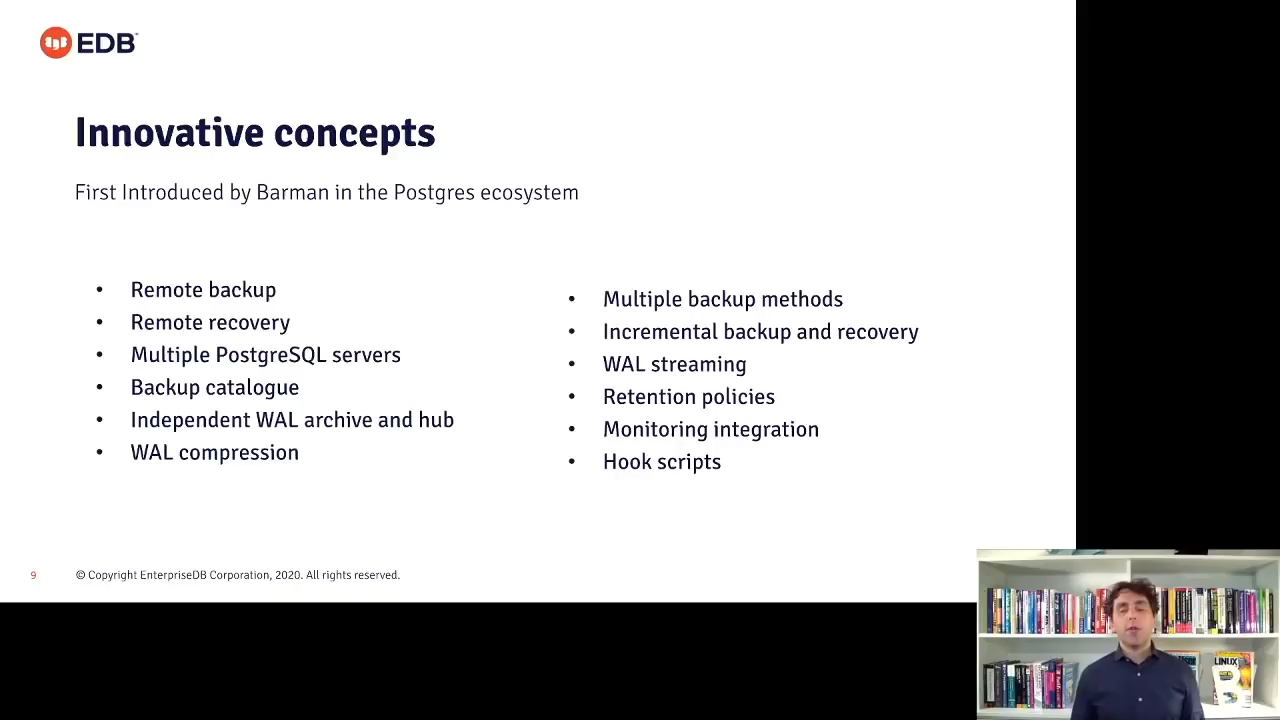 EDB
Innovative concepts
First Introduced by Barman in the Postgres ecosystem
• Remote backup
• Remote recovery
• Multiple PostgreSQL servers
• Backup catalogue
• Independent WAL archive and hub
• WAL compression
• Multiple backup methods
• Incremental backup and recovery
• WAL streaming
• Retention policies
• Monitoring integration
• Hook scripts
9
© Copyright EnterpriseDB Corporation, 2020. All rights reserved.
LINUX